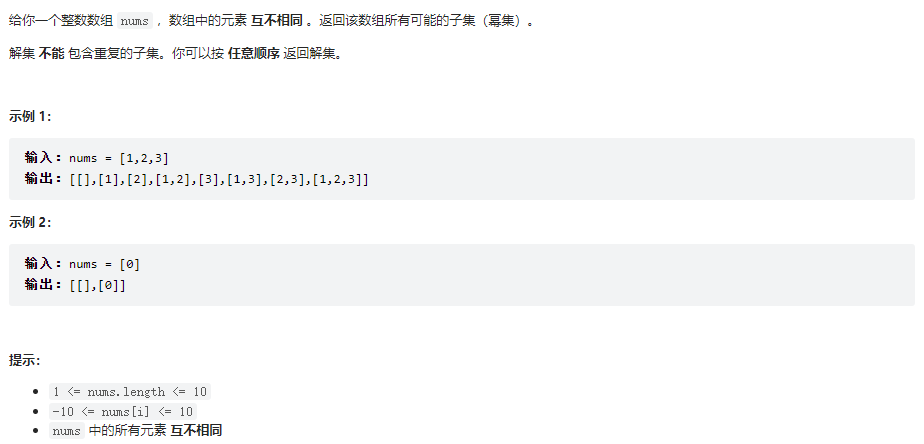 给你一个整数数组 nums ，数组中的元素 互不相同 。返回该数组所有可能的子集（幂集）。
解集 不能 包含重复的子集。你可以按 任意顺序 返回解集。
示例 1：
输入：nums = [1,2,3]
输出：[[],[1],[2],[1,2],[3],[1,3],[2,3],[1,2,3]]
示例 2：
输入：nums = [0]
输出：[[],[0]]
提示：
1 <= nums.length <= 10
-10 <= nums[i] <= 10
nums 中的所有元素 互不相同